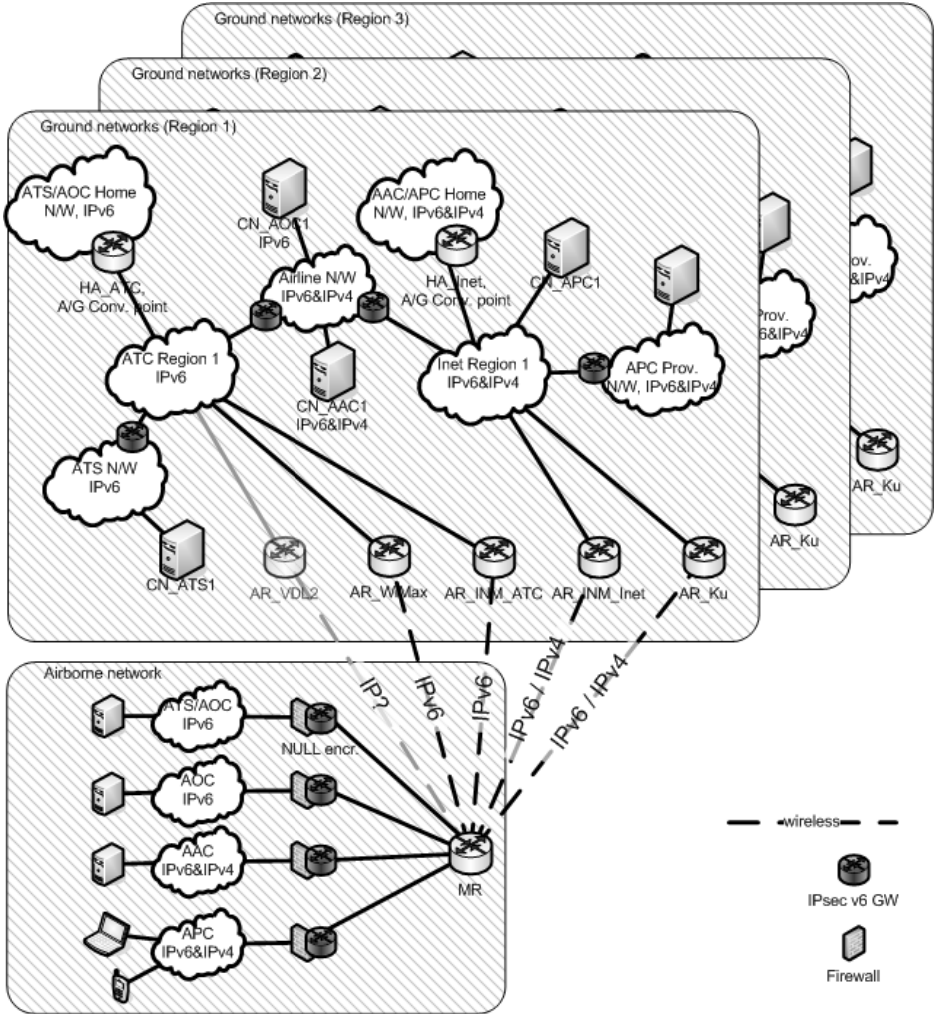 Ground networks (Region 3)
Ground networks (Region 2)
Ground networks (Region 1)
ATS/AOC Home
N/W, IPv6
HA_ATC,
A/G Conv. point
CN_AOC1
IPv6
AAC/APC Home
N/W, IPv6&IPv4
HA_Inet,
A/G Conv. point
CN_APC1
Airline N/W
IPv6&IPv4
ATC Region 1
IPv6
CN_AAC1
IPv6&IPv4
Inet Region 1
IPv6&IPv4
APC Prov.
N/W, IPv6&IPv4
Prov.
6&IPv4
ov.
&IPv4
ATS N/W
IPv6
CN_ATS1
AR_VDL2
AR_WiMax
AR_INM_ATC
AR_INM_Inet
AR_Ku
AR_Ku
AR_Ku
IP?
IPv6
IPv6
IPv6 / IPv4
IPv6 / IPv4
Airborne network
ATS/AOC
IPv6
NULL encr.
AOC
IPv6
AAC
IPv6&IPv4
APC
IPv6&IPv4
MR
wireless
IPsec v6 GW
Firewall